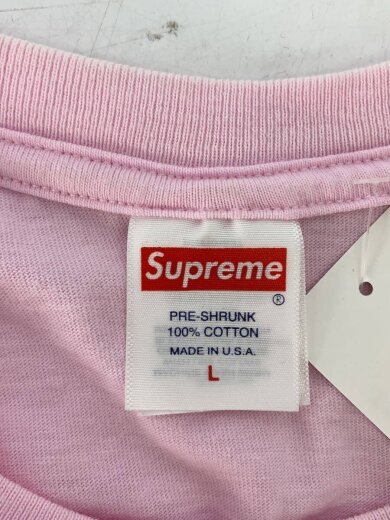 Supreme
®
PRE-SHRUNK
100% COTTON
MADE IN U.S.A.
L